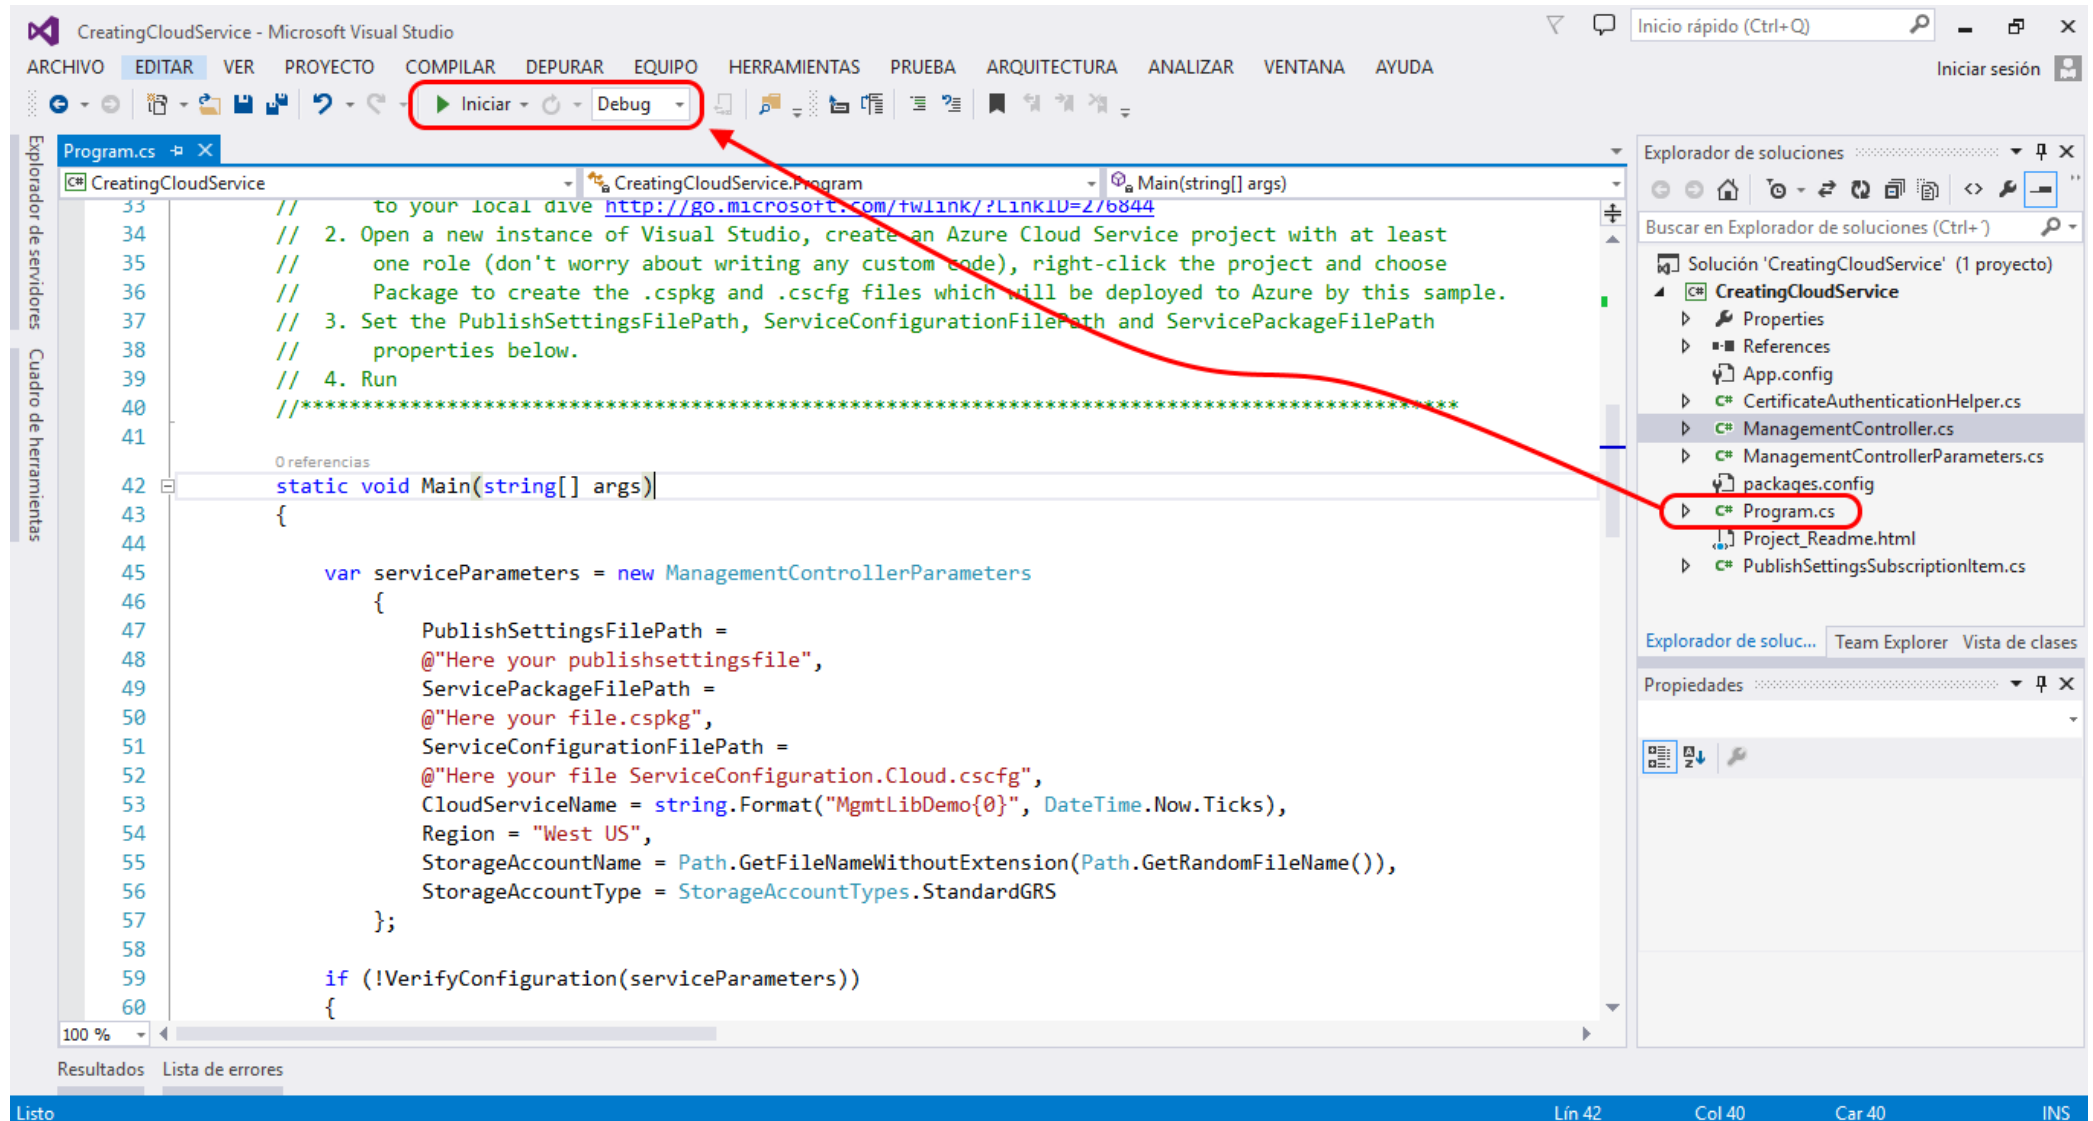 CreatingCloudService - Microsoft Visual Studio
Inicio rápido (Ctrl+Q)
ARCHIVO EDITAR VER PROYECTO COMPILAR DEPURAR EQUIPO HERRAMIENTAS PRUEBA ARQUITECTURA ANALIZAR VENTANA AYUDA
Iniciar sesión
Iniciar Debug
Explorador de servidores
Cuadro de herramientas
Program.cs
CreatingCloudService
CreatingCloudService.Program
Main(string[] args)
33 // to your local dive http://go.microsoft.com/fwlink/?LinkID=276844
34 // 2. Open a new instance of Visual Studio, create an Azure Cloud Service project with at least
35 // one role (don't worry about writing any custom code), right-click the project and choose
36 // Package to create the .cspkg and .cscfg files which will be deployed to Azure by this sample.
37 // 3. Set the PublishSettingsFilePath, ServiceConfigurationFilePath and ServicePackageFilePath
38 // properties below.
39 // 4. Run
40 //***********************************************************************************************
41
0 referencias
42 static void Main(string[] args)
43 {
44
45 var serviceParameters = new ManagementControllerParameters
46 {
47 PublishSettingsFilePath =
48 @"Here your publishsettingsfile",
49 ServicePackageFilePath =
50 @"Here your file.cspkg",
51 ServiceConfigurationFilePath =
52 @"Here your file ServiceConfiguration.Cloud.cscfg",
53 CloudServiceName = string.Format("MgmtLibDemo{0}", DateTime.Now.Ticks),
54 Region = "West US",
55 StorageAccountName = Path.GetFileNameWithoutExtension(Path.GetRandomFileName()),
56 StorageAccountType = StorageAccountTypes.StandardGRS
57 };
58
59 if (!VerifyConfiguration(serviceParameters))
60 {
100 %
Explorador de soluciones
Buscar en Explorador de soluciones (Ctrl+´)
Solución 'CreatingCloudService' (1 proyecto)
CreatingCloudService
Properties
References
App.config
CertificateAuthenticationHelper.cs
ManagementController.cs
ManagementControllerParameters.cs
packages.config
Program.cs
Project_Readme.html
PublishSettingsSubscriptionItem.cs
Explorador de soluc... Team Explorer Vista de clases
Propiedades
Resultados Lista de errores
Listo Lín 42 Col 40 Car 40 INS